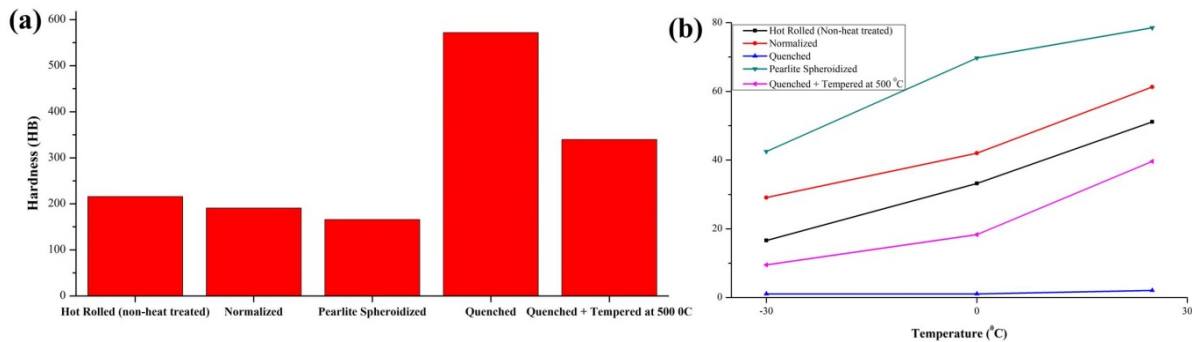 (a)
Hardness (HB)
600
500
400
300
200
100
0
Hot Rolled (non-heat treated)
Normalized
Pearlite Spheroidized
Quenched
Quenched + Tempered at 500 0C
(b)
Hot Rolled (Non-heat treated)
Normalized
Quenched
Pearlite Spheroidized
Quenched + Tempered at 500 ⁰C
80
60
40
20
0
-30
0
30
Temperature (⁰C)